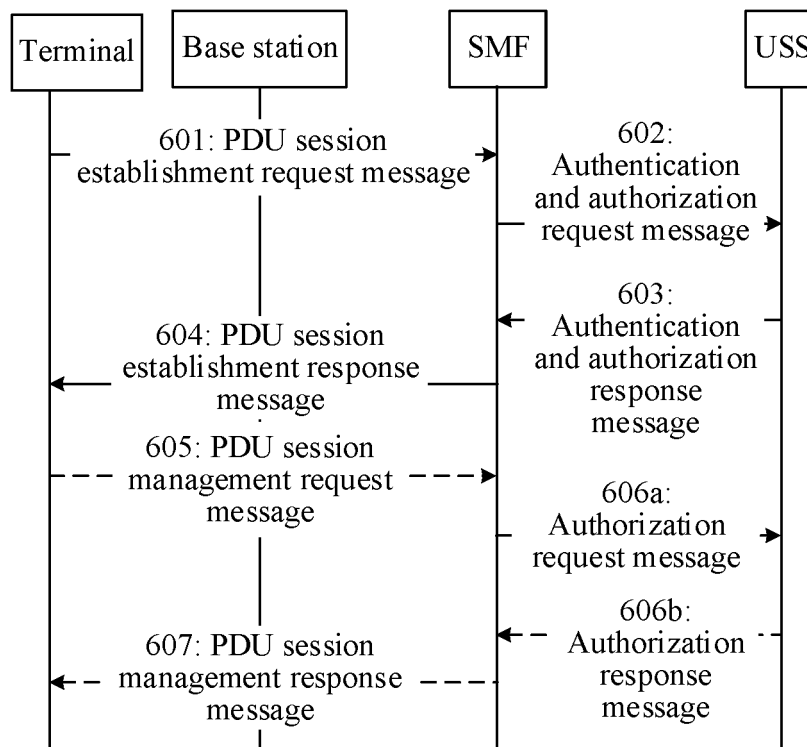 Terminal
Base station
SMF
USS
601: PDU session
establishment request message
602:
Authentication
and authorization
request message
603:
Authentication
and authorization
response
message
604: PDU session
establishment response
message
605: PDU session
management request
message
606a:
Authorization
request message
606b:
Authorization
response
message
607: PDU session
management response
message